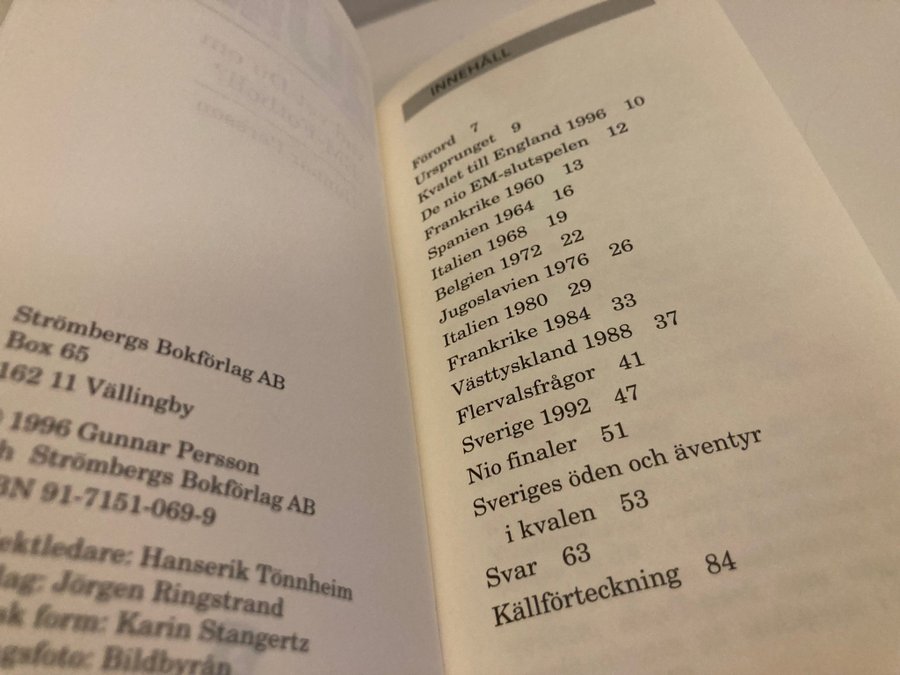 Strömbergs Bokförlag AB
Box 65
162 11 Vällingby
1996 Gunnar Persson
Strömbergs Bokförlag AB
91-7151-069-9
Hanserik Tönnheim
Jörgen Ringstrand
form: Karin Stangertz
Bildbyrån
INNEHÅLL
Förord 7
Ursprunget 9
Kvalet till England 1996 10
De nio EM-slutspelen 12
Frankrike 1960 13
Spanien 1964 16
Italien 1968 19
Belgien 1972 22
Jugoslavien 1976 26
Italien 1980 29
Frankrike 1984 33
Västtyskland 1988 37
Flervalsfrågor 41
Sverige 1992 47
Nio finaler 51
Sveriges öden och äventyr
i kvalen 53
Svar 63
Källförteckning 84